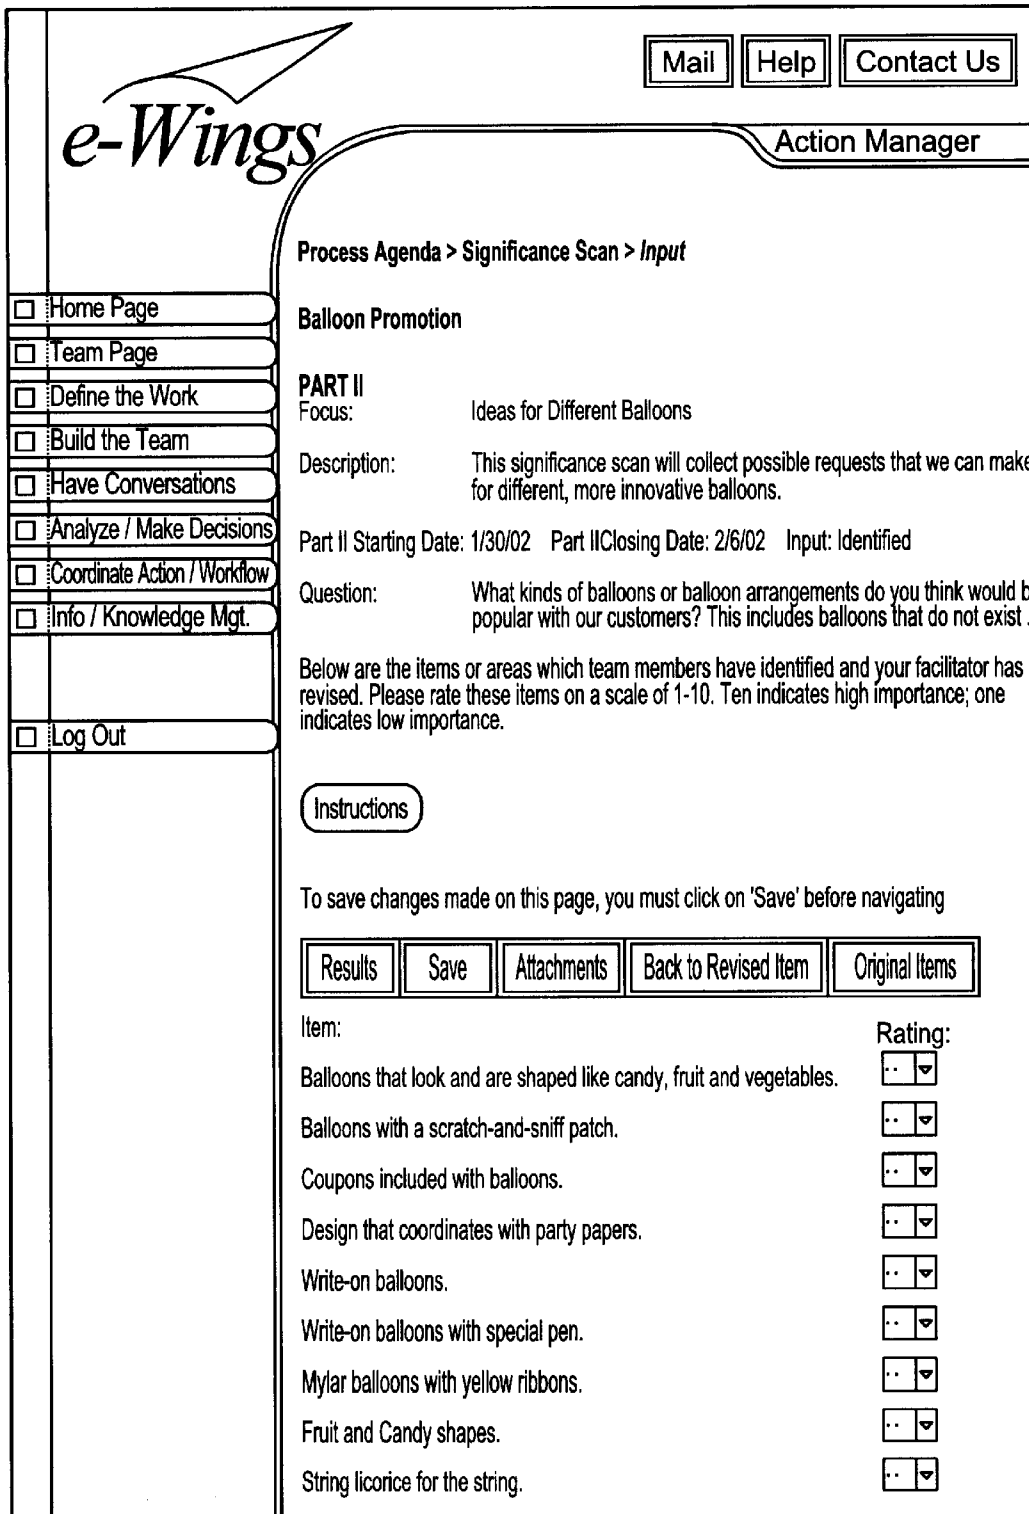 Mail Help Contact Us
e-Wings
Action Manager
Process Agenda > Significance Scan > Input
Home Page
Team Page
Define the Work
Build the Team
Have Conversations
Analyze / Make Decisions
Coordinate Action / Workflow
Info / Knowledge Mgt.
Log Out
Balloon Promotion
PART II
Focus: Ideas for Different Balloons
Description: This significance scan will collect possible requests that we can make
for different, more innovative balloons.
Part II Starting Date: 1/30/02 Part IIClosing Date: 2/6/02 Input: Identified
Question: What kinds of balloons or balloon arrangements do you think would b
popular with our customers? This includes balloons that do not exist .
Below are the items or areas which team members have identified and your facilitator has
revised. Please rate these items on a scale of 1-10. Ten indicates high importance; one
indicates low importance.
Instructions
To save changes made on this page, you must click on 'Save' before navigating
Results Save Attachments Back to Revised Item Original Items
Item: Rating:
Balloons that look and are shaped like candy, fruit and vegetables. ..
Balloons with a scratch-and-sniff patch. ..
Coupons included with balloons. ..
Design that coordinates with party papers. ..
Write-on balloons. ..
Write-on balloons with special pen. ..
Mylar balloons with yellow ribbons. ..
Fruit and Candy shapes. ..
String licorice for the string. ..